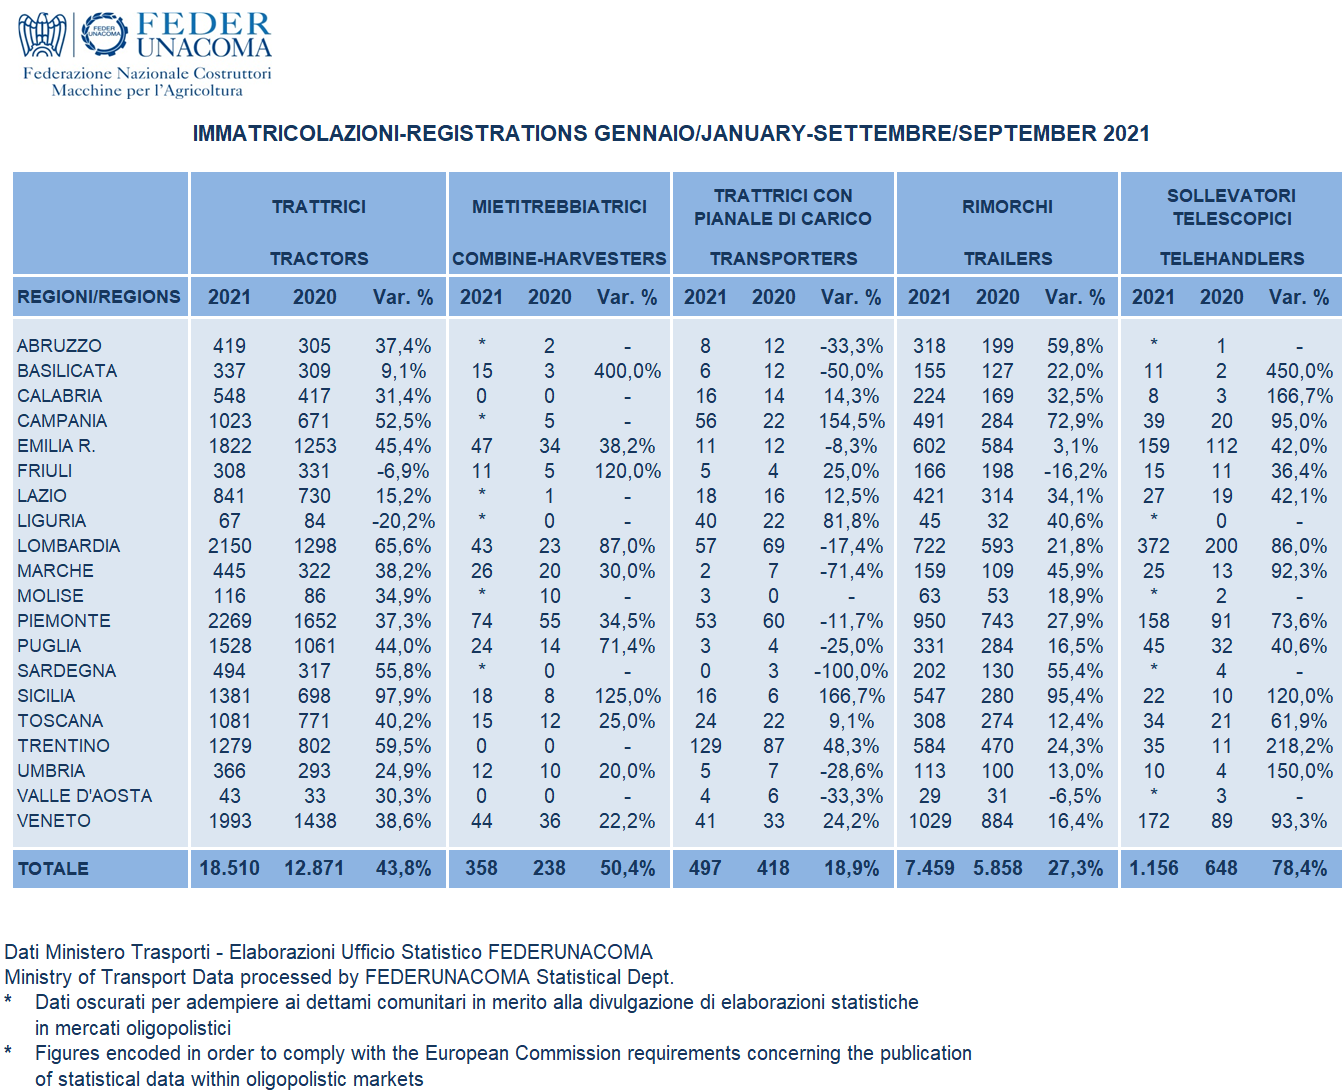 FEDER
UNACOMA
FEDER
UNACOMA
Federazione Nazionale Costruttori
Macchine per l'Agricoltura
IMMATRICOLAZIONI-REGISTRATIONS GENNAIO/JANUARY-SETTEMBRE/SEPTEMBER 2021
TRATTRICI MIETITREBBIATRICI TRATTRICI CON PIANALE DI CARICO RIMORCHI SOLLEVATORI TELESCOPICI
TRACTORS COMBINE-HARVESTERS TRANSPORTERS TRAILERS TELEHANDLERS
REGIONI/REGIONS 2021 2020 Var. % 2021 2020 Var. % 2021 2020 Var. % 2021 2020 Var. % 2021 2020 Var. %
ABRUZZO 419 305 37,4% * 2 - 8 12 -33,3% 318 199 59,8% * 1 -
BASILICATA 337 309 9,1% 15 3 400,0% 6 12 -50,0% 155 127 22,0% 11 2 450,0%
CALABRIA 548 417 31,4% 0 0 - 16 14 14,3% 224 169 32,5% 8 3 166,7%
CAMPANIA 1023 671 52,5% * 5 - 56 22 154,5% 491 284 72,9% 39 20 95,0%
EMILIA R. 1822 1253 45,4% 47 34 38,2% 11 12 -8,3% 602 584 3,1% 159 112 42,0%
FRIULI 308 331 -6,9% 11 5 120,0% 5 4 25,0% 166 198 -16,2% 15 11 36,4%
LAZIO 841 730 15,2% * 1 - 18 16 12,5% 421 314 34,1% 27 19 42,1%
LIGURIA 67 84 -20,2% * 0 - 40 22 81,8% 45 32 40,6% * 0 -
LOMBARDIA 2150 1298 65,6% 43 23 87,0% 57 69 -17,4% 722 593 21,8% 372 200 86,0%
MARCHE 445 322 38,2% 26 20 30,0% 2 7 -71,4% 159 109 45,9% 25 13 92,3%
MOLISE 116 86 34,9% * 10 - 3 0 - 63 53 18,9% * 2 -
PIEMONTE 2269 1652 37,3% 74 55 34,5% 53 60 -11,7% 950 743 27,9% 158 91 73,6%
PUGLIA 1528 1061 44,0% 24 14 71,4% 3 4 -25,0% 331 284 16,5% 45 32 40,6%
SARDEGNA 494 317 55,8% * 0 - 0 3 -100,0% 202 130 55,4% * 4 -
SICILIA 1381 698 97,9% 18 8 125,0% 16 6 166,7% 547 280 95,4% 22 10 120,0%
TOSCANA 1081 771 40,2% 15 12 25,0% 24 22 9,1% 308 274 12,4% 34 21 61,9%
TRENTINO 1279 802 59,5% 0 0 - 129 87 48,3% 584 470 24,3% 35 11 218,2%
UMBRIA 366 293 24,9% 12 10 20,0% 5 7 -28,6% 113 100 13,0% 10 4 150,0%
VALLE D'AOSTA 43 33 30,3% 0 0 - 4 6 -33,3% 29 31 -6,5% * 3 -
VENETO 1993 1438 38,6% 44 36 22,2% 41 33 24,2% 1029 884 16,4% 172 89 93,3%
TOTALE 18.510 12.871 43,8% 358 238 50,4% 497 418 18,9% 7.459 5.858 27,3% 1.156 648 78,4%
Dati Ministero Trasporti - Elaborazioni Ufficio Statistico FEDERUNACOMA
Ministry of Transport Data processed by FEDERUNACOMA Statistical Dept.
* Dati oscurati per adempiere ai dettami comunitari in merito alla divulgazione di elaborazioni statistiche
in mercati oligopolistici
* Figures encoded in order to comply with the European Commission requirements concerning the publication
of statistical data within oligopolistic markets